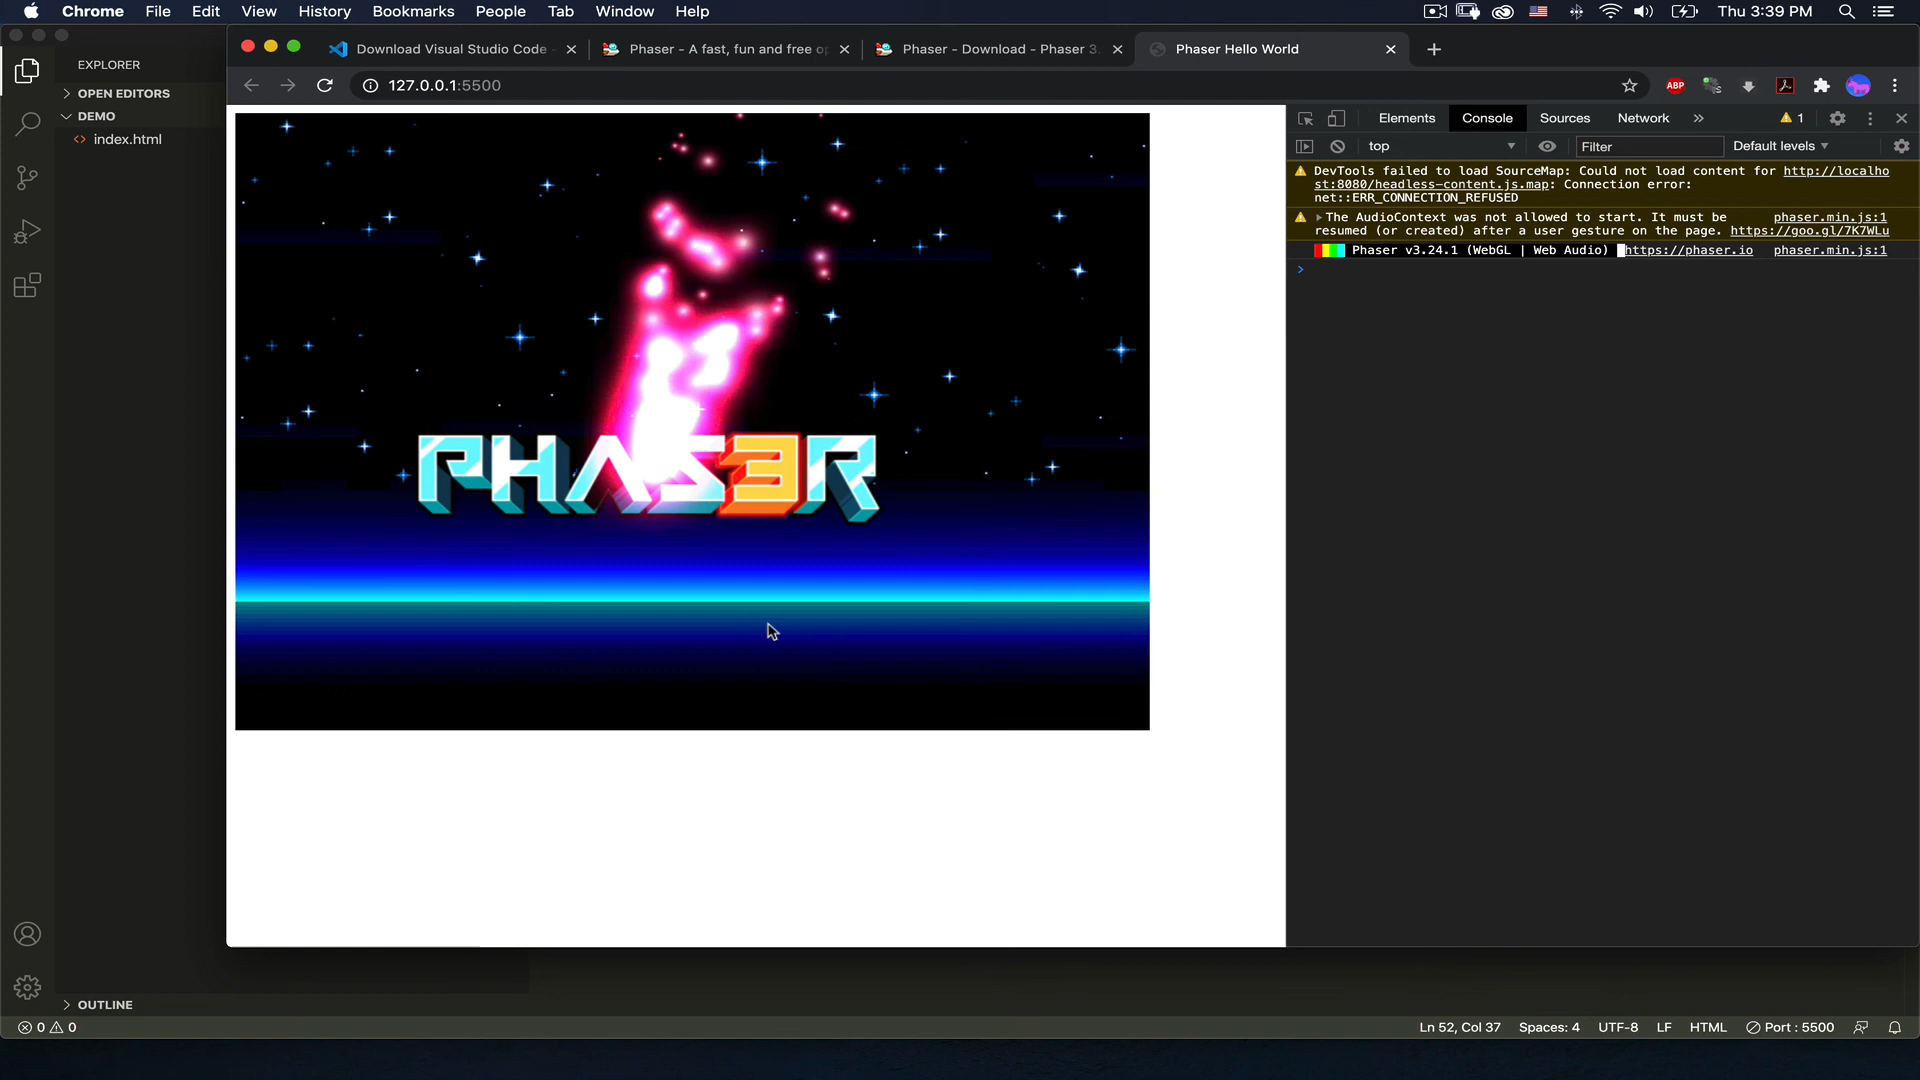 Chrome File Edit View History Bookmarks People Tab Window Help Thu 3:39 PM
Download Visual Studio Code - Phaser - A fast, fun and free op Phaser - Download - Phaser 3. Phaser Hello World
127.0.0.1:5500 ABP
EXPLORER
OPEN EDITORS
DEMO
index.html
PHAS3R
Elements Console Sources Network » 1
top Filter Default levels
DevTools failed to load SourceMap: Could not load content for http://localho
st:8080/headless-content.js.map: Connection error:
net::ERR_CONNECTION_REFUSED
The AudioContext was not allowed to start. It must be phaser.min.js:1
resumed (or created) after a user gesture on the page. https://goo.gl/7K7WLu
Phaser v3.24.1 (WebGL | Web Audio) https://phaser.io phaser.min.js:1
OUTLINE
0 0 Ln 52, Col 37 Spaces: 4 UTF-8 LF HTML Port : 5500